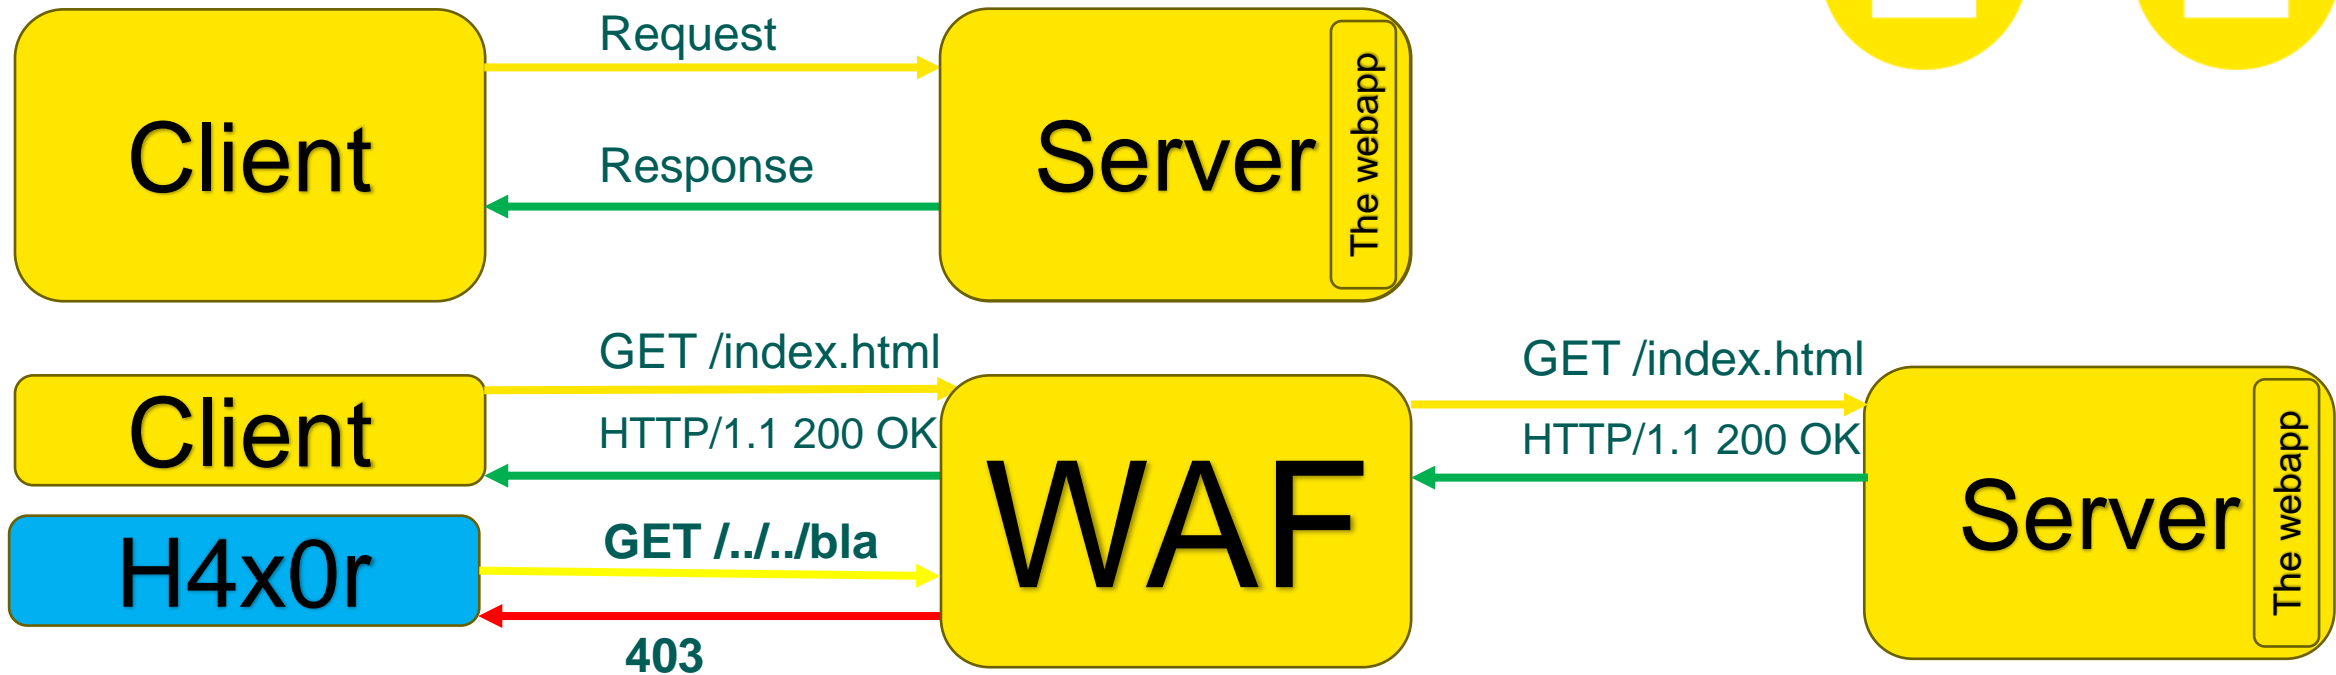 Request
Client
Response
Server
The webapp
GET /index.html
HTTP/1.1 200 OK
Client
H4x0r
GET /../../bla
403
WAF
GET /index.html
HTTP/1.1 200 OK
Server
The webapp